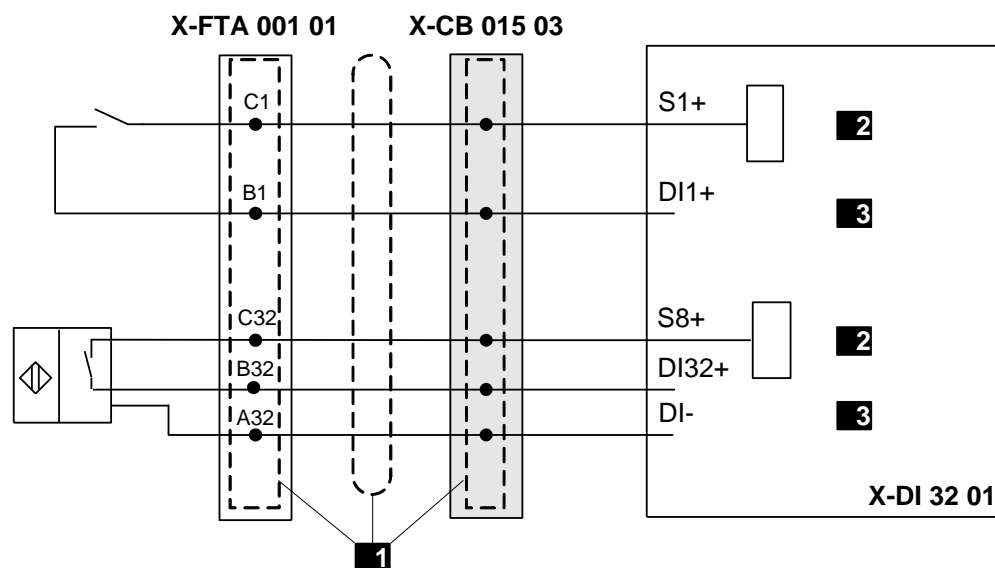 X-FTA 001 01
X-CB 015 03
C1
S1+
2
B1
DI1+
3
C32
S8+
2
B32
DI32+
A32
DI-
3
X-DI 32 01
1